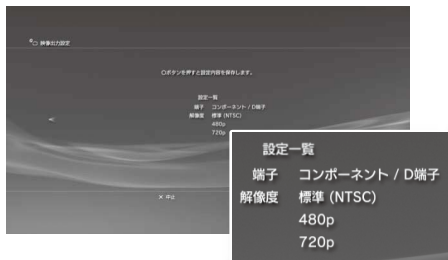 映像出力設定
○ボタンを押すと設定内容を保存します。
設定一覧
端子 コンポーネント / D端子
解像度 標準 (NTSC)
480p
720p
× 中止
設定一覧
端子 コンポーネント / D端子
解像度 標準 (NTSC)
480p
720p